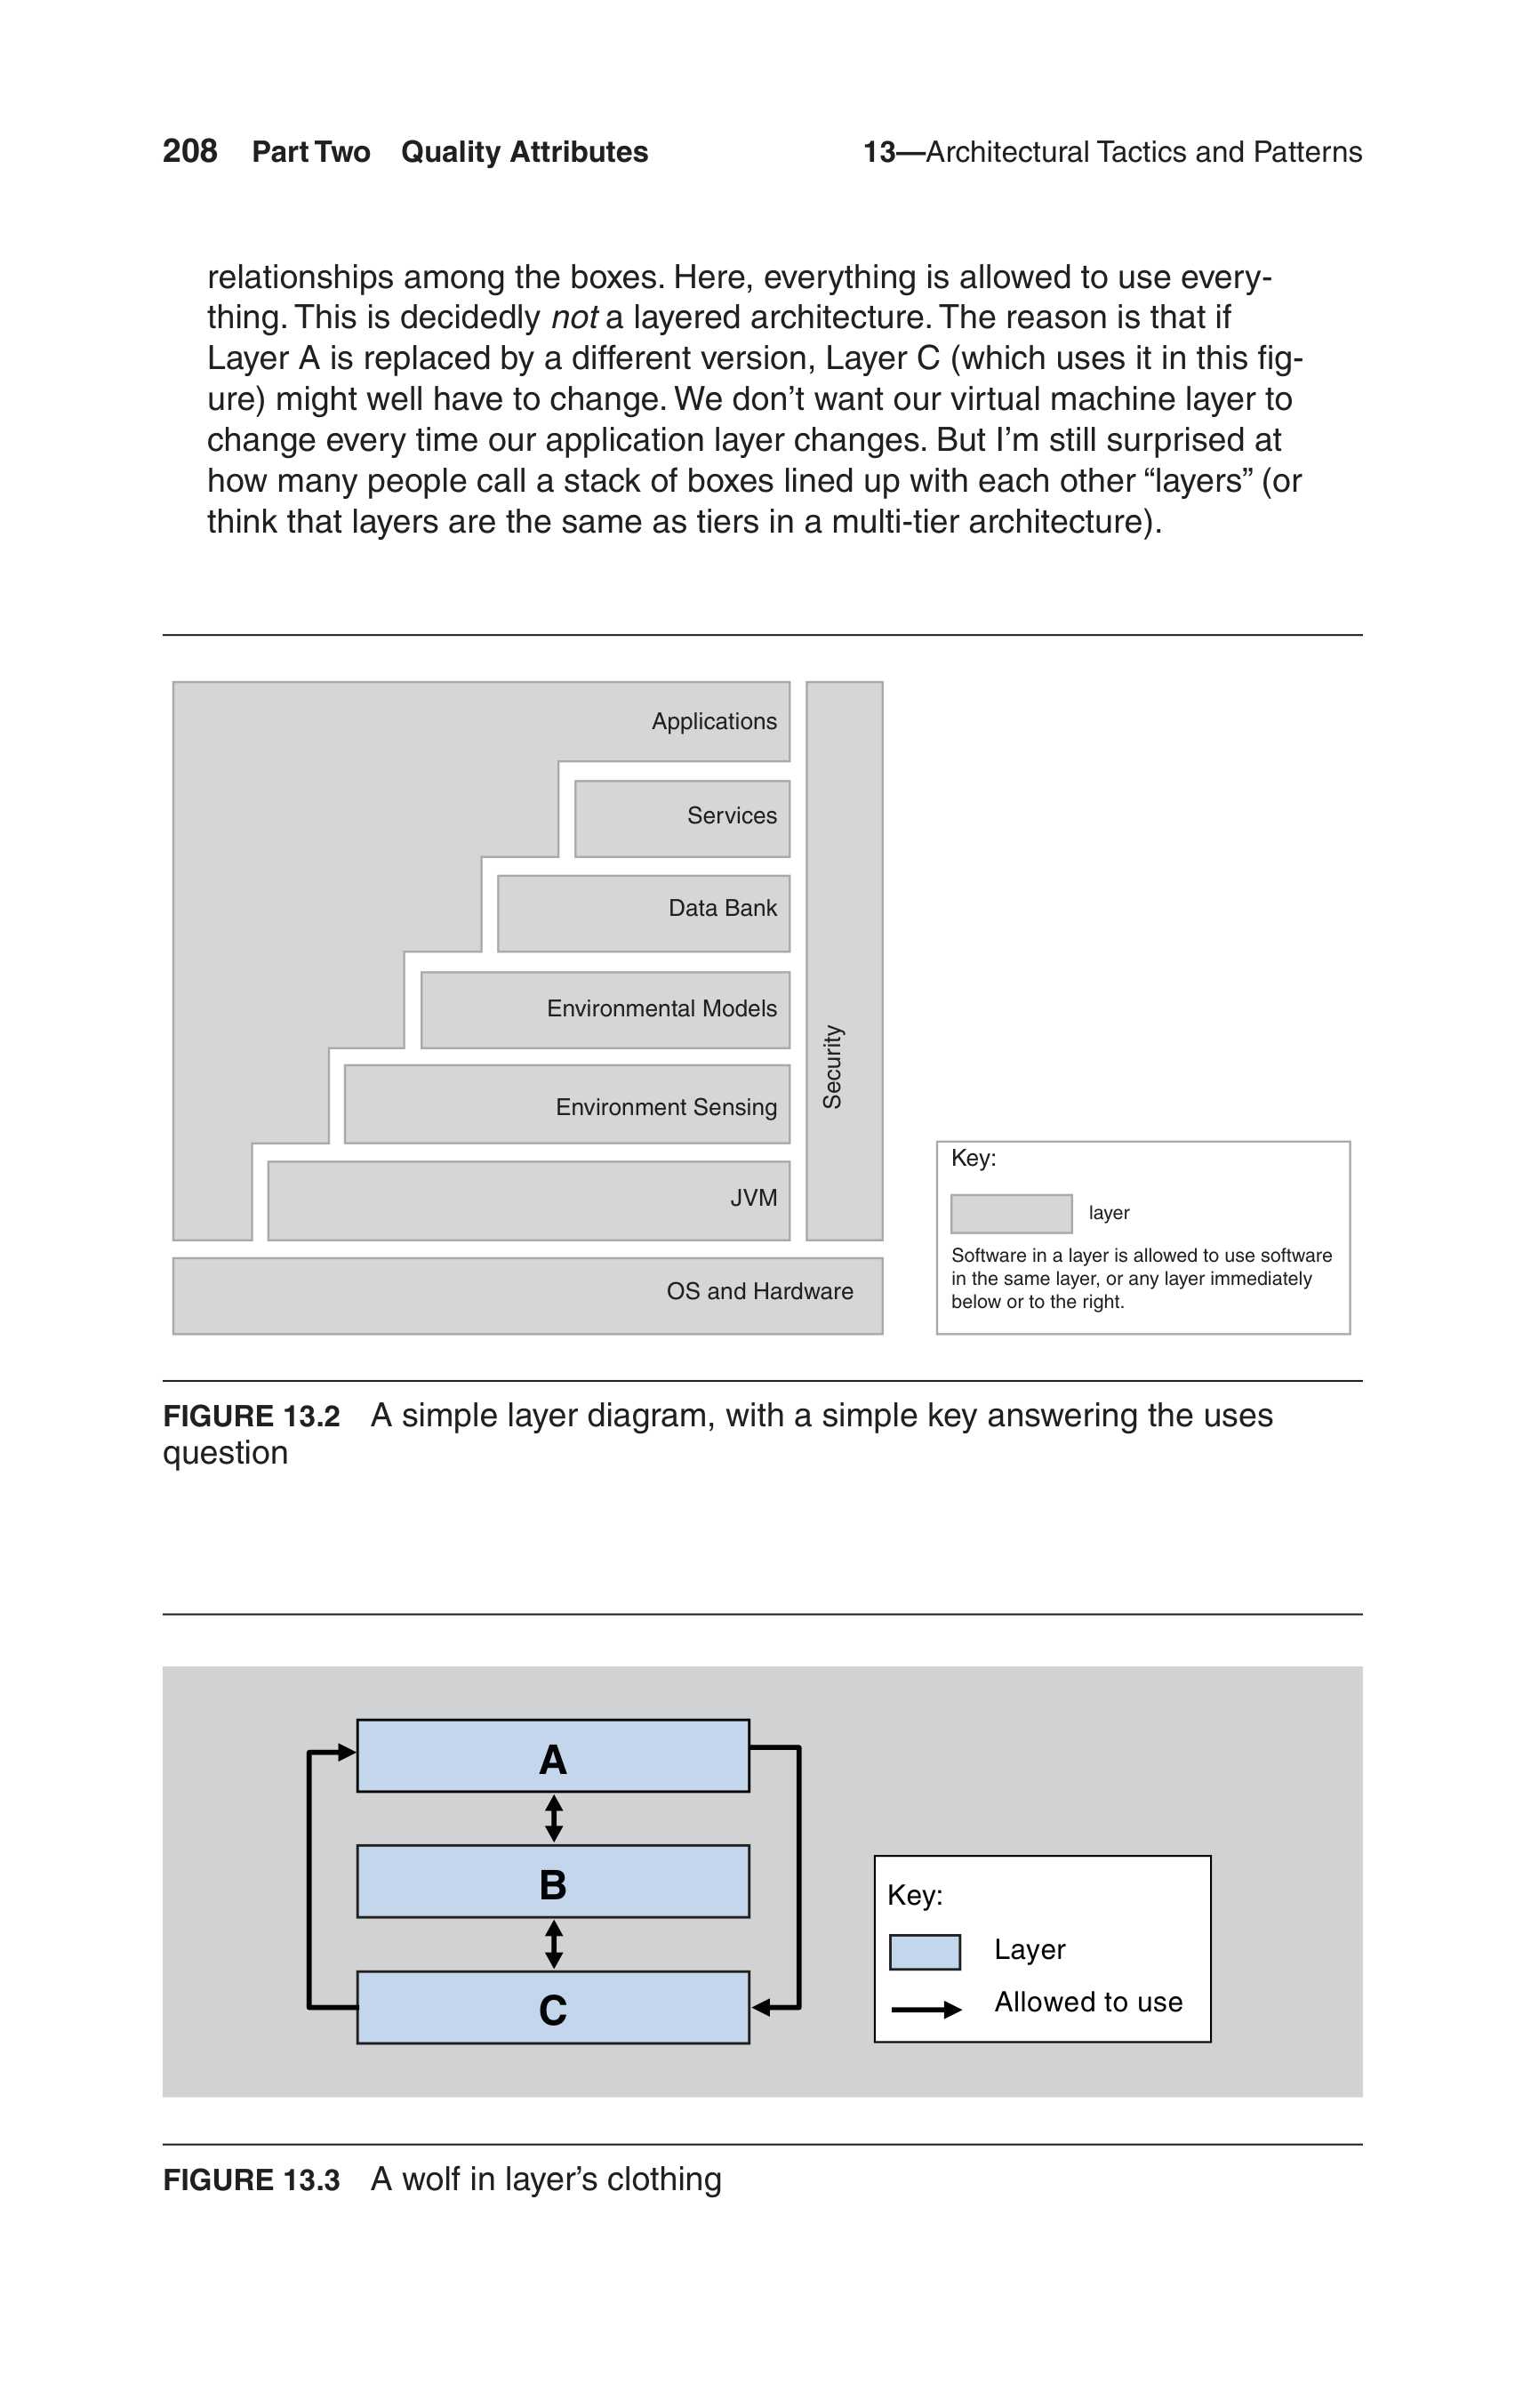 208 Part Two Quality Attributes 13—Architectural Tactics and Patterns
relationships among the boxes. Here, everything is allowed to use every-
thing. This is decidedly not a layered architecture. The reason is that if
Layer A is replaced by a different version, Layer C (which uses it in this fig-
ure) might well have to change. We don’t want our virtual machine layer to
change every time our application layer changes. But I’m still surprised at
how many people call a stack of boxes lined up with each other “layers” (or
think that layers are the same as tiers in a multi-tier architecture).
Applications
Services
Data Bank
Environmental Models
Environment Sensing
JVM
Security
OS and Hardware
Key:
layer
Software in a layer is allowed to use software
in the same layer, or any layer immediately
below or to the right.
FIGURE 13.2 A simple layer diagram, with a simple key answering the uses
question
A
B
C
Key:
Layer
Allowed to use
FIGURE 13.3 A wolf in layer’s clothing